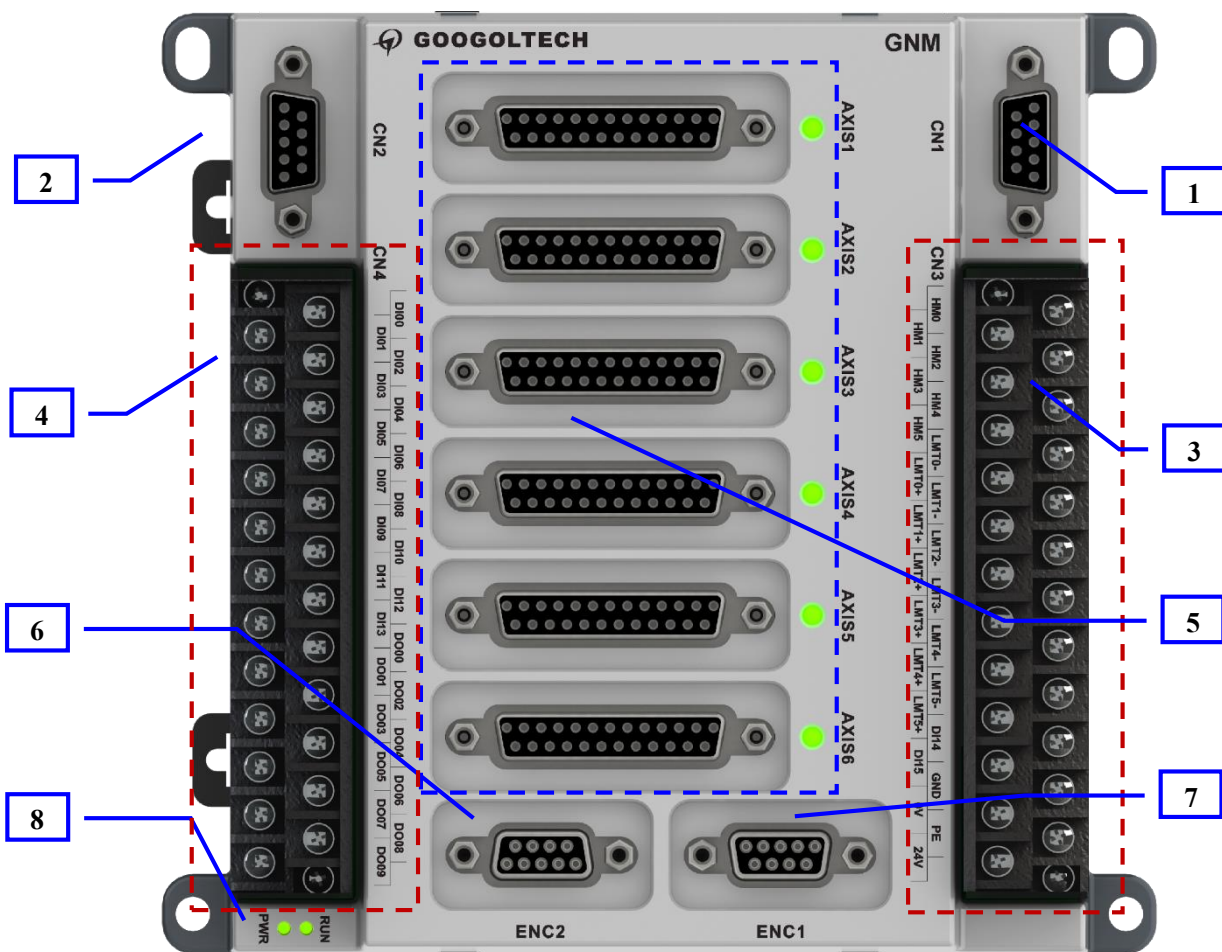 GOOGOLTECH
GNM
CN2
AXIS1
CN1
2
1
AXIS2
CN4
DI00
DI01
DI02
DI03
DI04
DI05
DI06
DI07
DI08
DI09
DI10
DI11
DI12
DI13
DO00
DO01
DO02
DO03
DO04
DO05
DO06
DO07
DO08
DO09
CN3
HM0
HM1
HM2
HM3
HM4
HM5
LMT0-
LMT0+
LMT1-
LMT1+
LMT2-
LMT2+
LMT3-
LMT3+
LMT4-
LMT4+
LMT5-
LMT5+
DI14
DI15
GND
0V
PE
24V
AXIS3
4
3
AXIS4
6
AXIS5
5
AXIS6
8
7
PWR
RUN
ENC2
ENC1